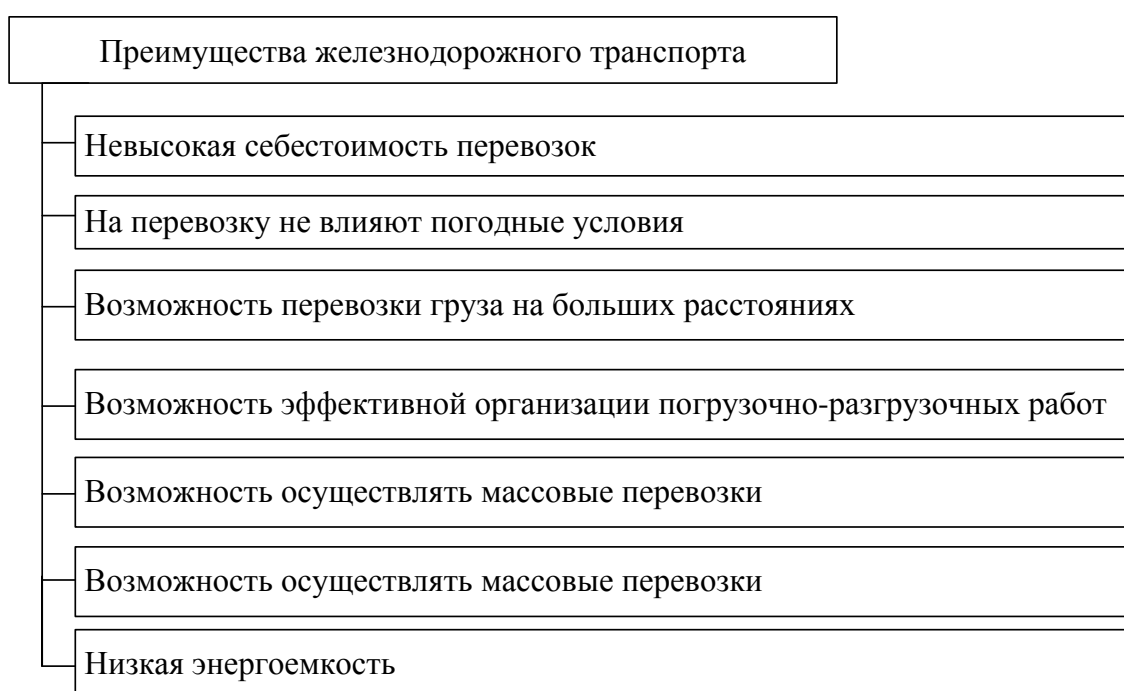 Преимущества железнодорожного транспорта
Невысокая себестоимость перевозок
На перевозку не влияют погодные условия
Возможность перевозки груза на больших расстояниях
Возможность эффективной организации погрузочно-разгрузочных работ
Возможность осуществлять массовые перевозки
Возможность осуществлять массовые перевозки
Низкая энергоемкость